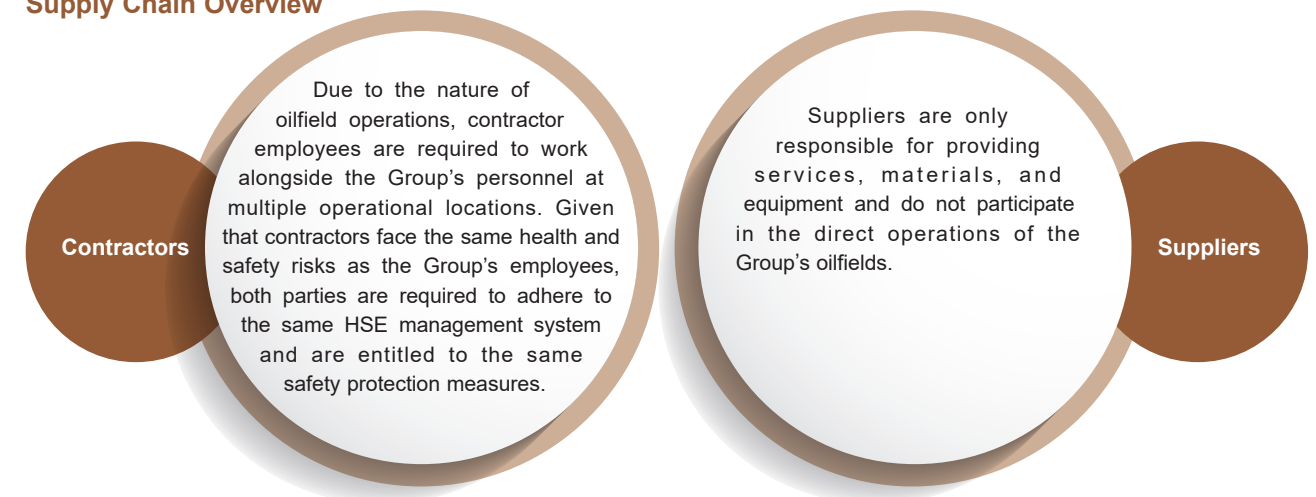 Supply Chain Overview
Contractors
Due to the nature of
oilfield operations, contractor
employees are required to work
alongside the Group's personnel at
multiple operational locations. Given
that contractors face the same health and
safety risks as the Group's employees,
both parties are required to adhere to
the same HSE management system
and are entitled to the same
safety protection measures.
Suppliers are only
responsible for providing
services, materials, and
equipment and do not participate
in the direct operations of the
Group's oilfields.
Suppliers